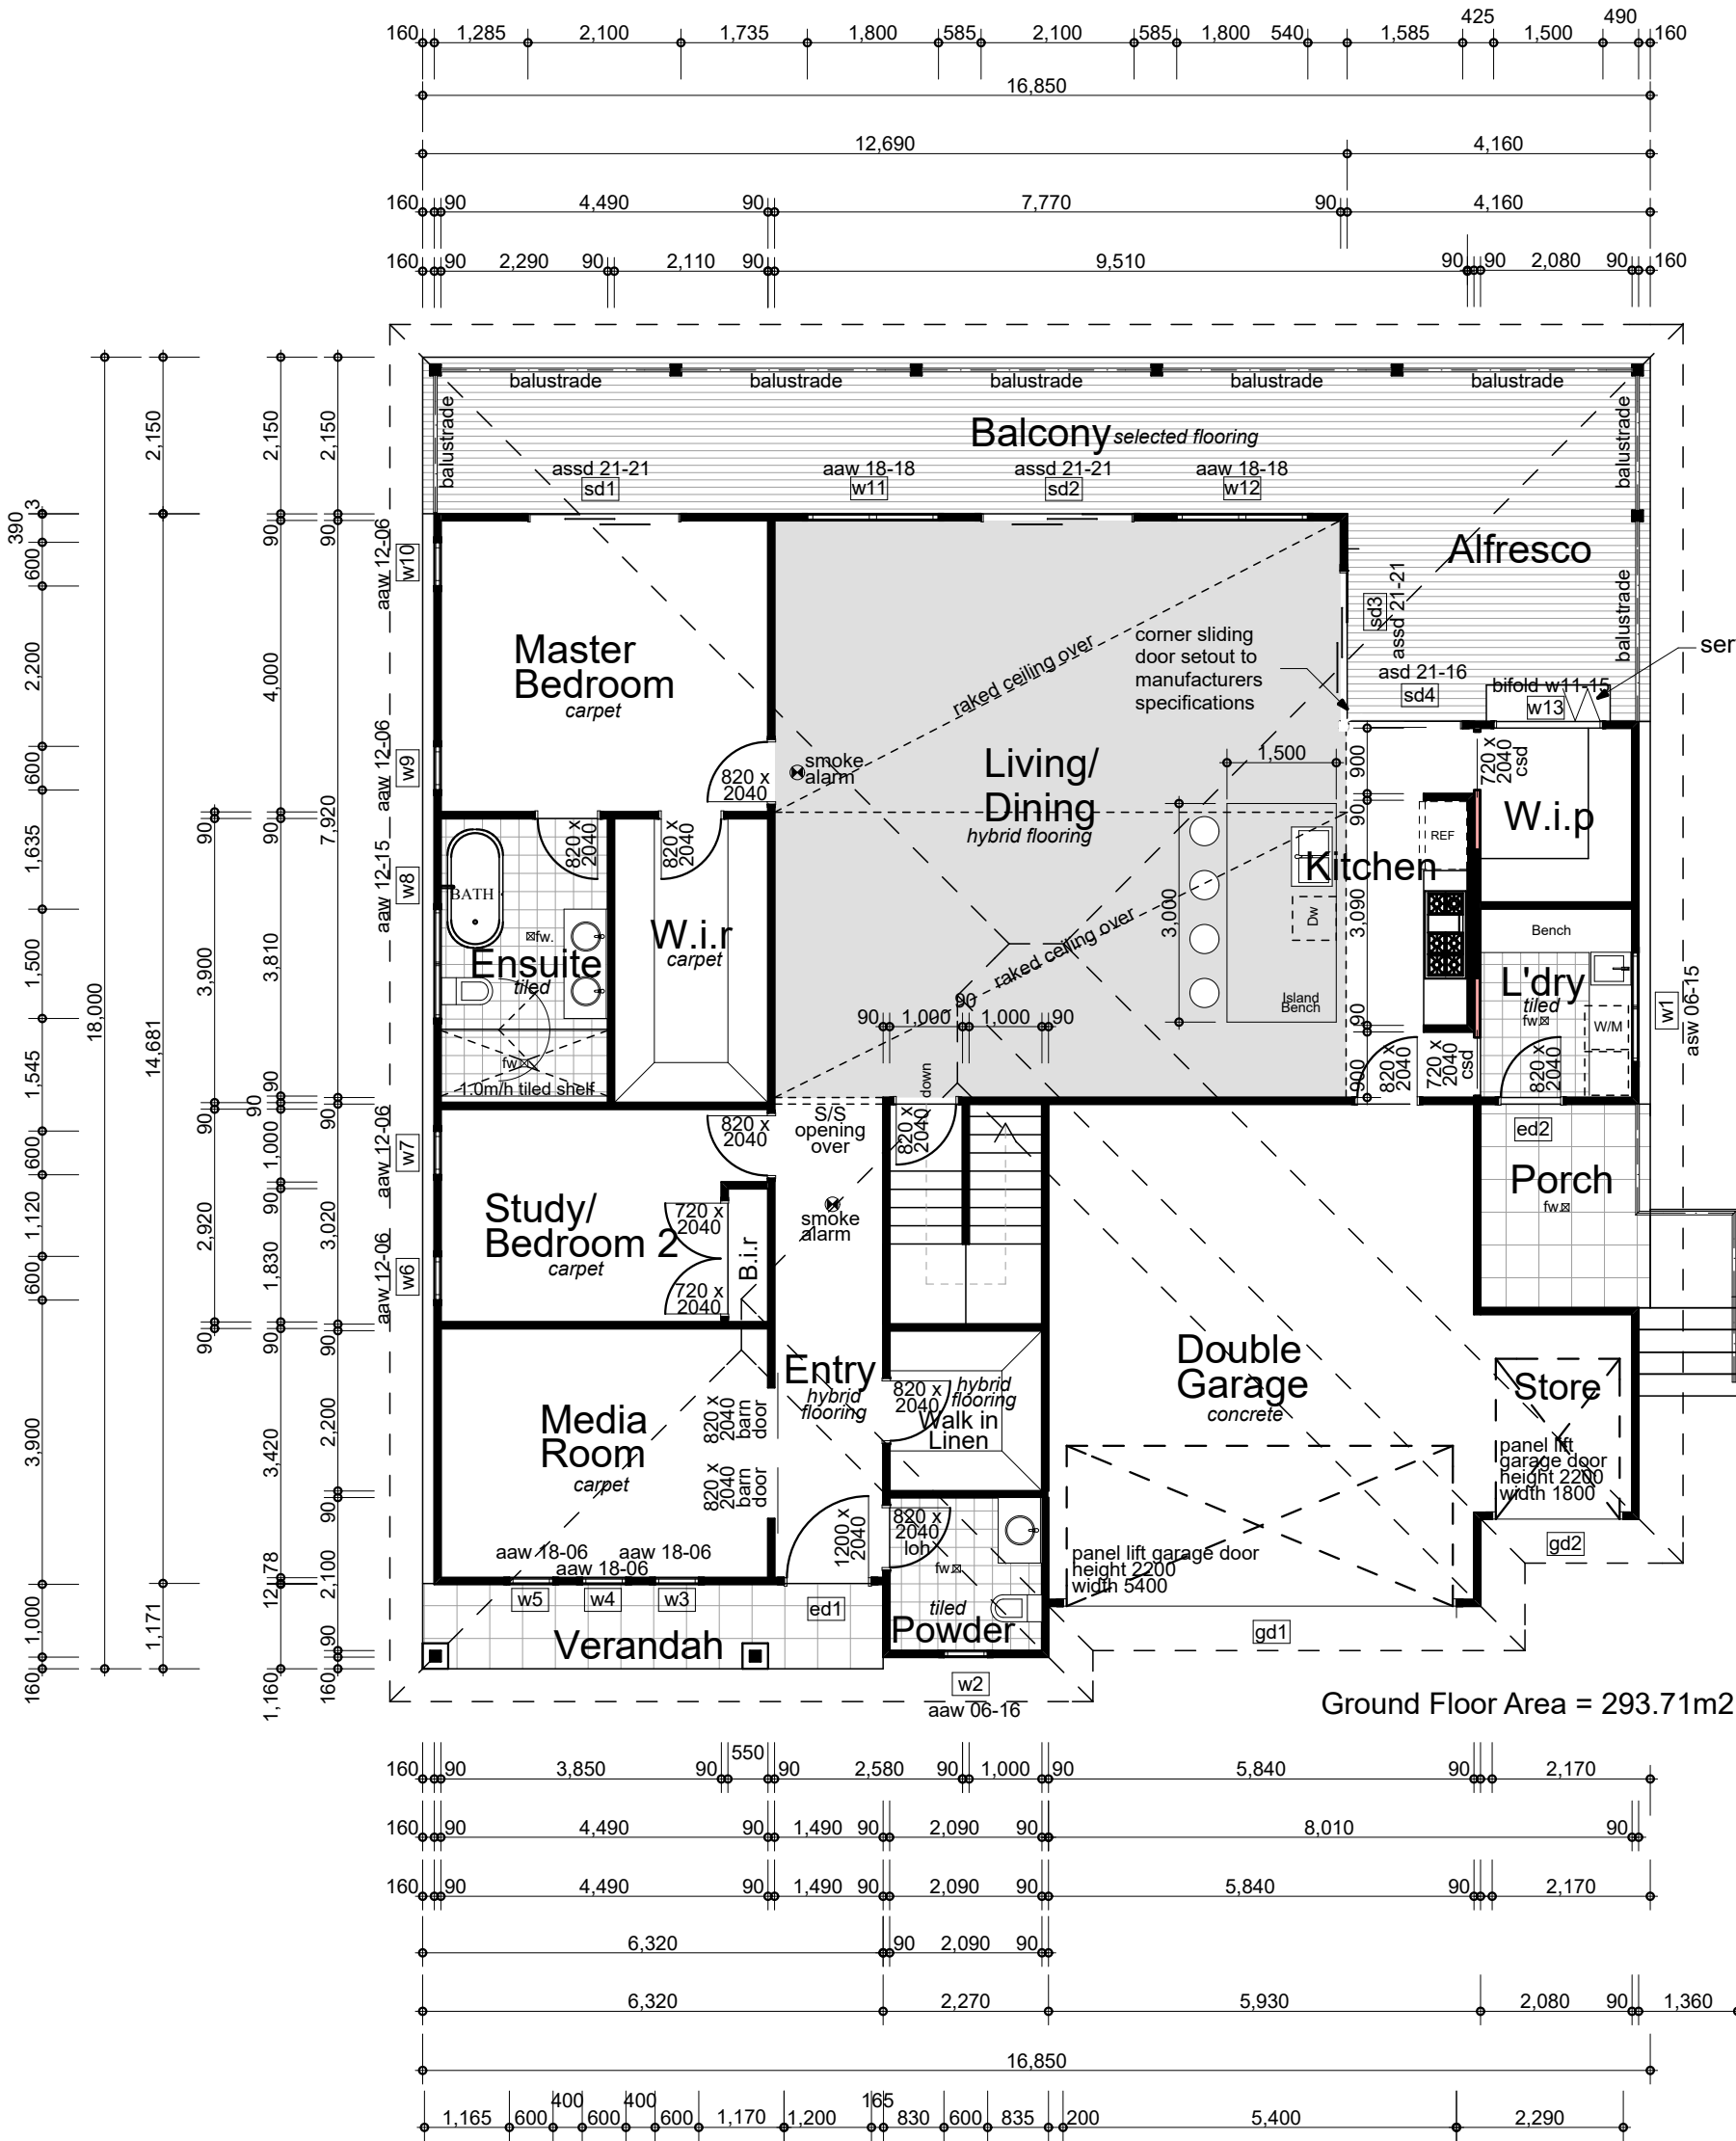 160 1,285 2,100 1,735 1,800 585 2,100 585 1,800 540 1,585 425 1,500 490 160
16,850
12,690 4,160
160 90 4,490 90 7,770 90 4,160
160 90 2,290 90 2,110 90 9,510 90 90 2,080 90 160
balustrade balustrade balustrade balustrade balustrade
balustrade
balustrade
Balcony selected flooring
assd 21-21 aaw 18-18 assd 21-21 aaw 18-18
sd1 w11 sd2 w12
Alfresco
balustrade
sd3
assd 21-21
asd 21-16
sd4
bifold w11-15
w13
ser
corner sliding
door setout to
manufacturers
specifications
raked ceiling over
Master
Bedroom
carpet
820 x
2040
smoke
alarm
Living/
Dining
hybrid flooring
1,500
3,000
Kitchen
REF
Dw
Island
Bench
900
90
3,090
90
900
720 x
2040
csd
W.i.p
820 x
2040
820 x
2040
BATH
fw.
Ensuite
tiled
fw
1.0m/h tiled shelf
W.i.r
carpet
raked ceiling over
90 1,000 90 1,000 90
down
Bench
L'dry
tiled
fw
W/M
w1
asw 06-15
820 x
2040
720 x
2040
csd
820 x
2040
820 x
2040
S/S
opening
over
820 x
2040
ed2
Porch
fw
Study/
Bedroom 2
carpet
720 x
2040
720 x
2040
B.i.r
smoke
alarm
Entry
hybrid
flooring
820 x
2040
hybrid
flooring
Walk in
Linen
Double
Garage
concrete
Store
panel lift
garage door
height 2200
width 1800
gd2
Media
Room
carpet
820 x
2040
barn
door
820 x
2040
barn
door
1200 x
2040
820 x
2040
loh
fw
tiled
Powder
panel lift garage door
height 2200
width 5400
gd1
aaw 18-06 aaw 18-06
aaw 18-06
w5 w4 w3 ed1
Verandah
w2
aaw 06-16
Ground Floor Area = 293.71m2
w10
aaw 12-06
w9
aaw 12-06
w8
aaw 12-15
w7
aaw 12-06
w6
aaw 12-06
3
390
600
2,200
600
1,635
1,500
1,545
600
1,120
600
3,900
1,000
160
18,000
2,150
14,681
1,171
90
3,900
90
2,920
90
2,150
90
4,000
90
3,810
90
90
1,000
90
1,830
90
3,420
78
12
1,160
2,150
90
7,920
90
3,020
90
2,200
90
2,100
90
160
160 90 3,850 90 550 90 2,580 90 1,000 90 5,840 90 2,170
160 90 4,490 90 1,490 90 2,090 90 8,010 90
160 90 4,490 90 1,490 90 2,090 90 5,840 90 2,170
6,320 90 2,090 90
6,320 2,270 5,930 2,080 90 1,360
16,850
1,165 600 400 600 400 600 1,170 1,200 165 830 600 835 200 5,400 2,290